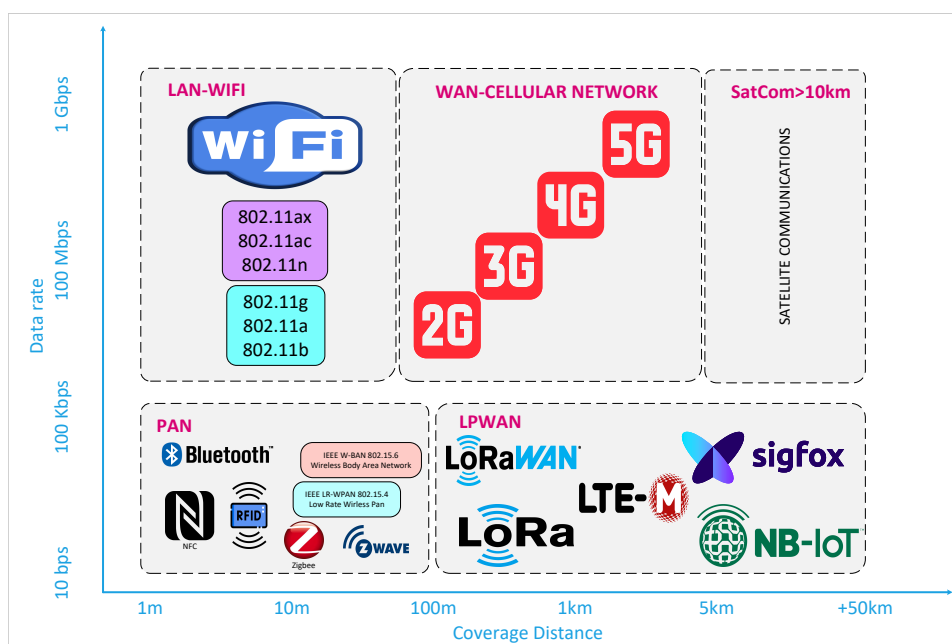 1 Gbps
100 Mbps
Data rate
100 Kbps
10 bps
LAN-WIFI
WiFi
802.11ax
802.11ac
802.11n
802.11g
802.11a
802.11b
WAN-CELLULAR NETWORK
5G
4G
3G
2G
SatCom>10km
SATELLITE COMMUNICATIONS
PAN
Bluetooth™
IEEE W-BAN 802.15.6
Wireless Body Area Network
IEEE LR-WPAN 802.15.4
Low Rate Wirless Pan
NFC
RFID
Zigbee
Z WAVE
LPWAN
LoRaWAN
sigfox
LTE-M
LoRa
NB-IoT
1m
10m
100m
1km
5km
+50km
Coverage Distance